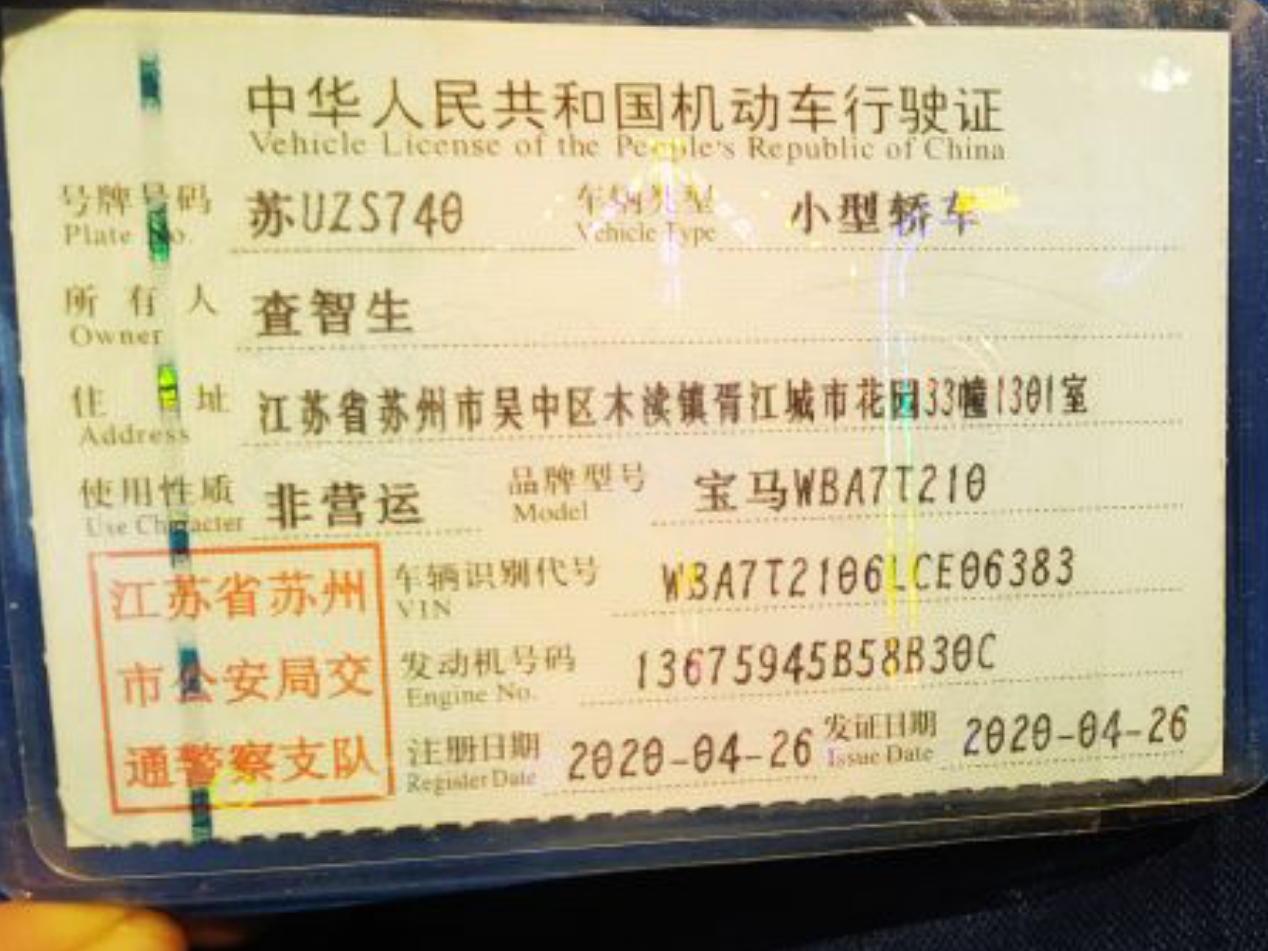 中华人民共和国机动车行驶证
Vehicle License of the People's Republic of China
号牌号码 苏UZS740 车辆类型 小型轿车
Plate No. Vehicle Type
所有人 查智生
Owner
住址 江苏省苏州市吴中区木渎镇胥江城市花园33幢1301室
Address
使用性质 非营运 品牌型号 宝马WBA7T210
Use Character Model
江苏省苏州
市公安局交
通警察支队
车辆识别代号 WBA7T2106LCE06383
VIN
发动机号码 13675945B58B30C
Engine No.
注册日期 2020-04-26 发证日期 2020-04-26
Register Date Issue Date